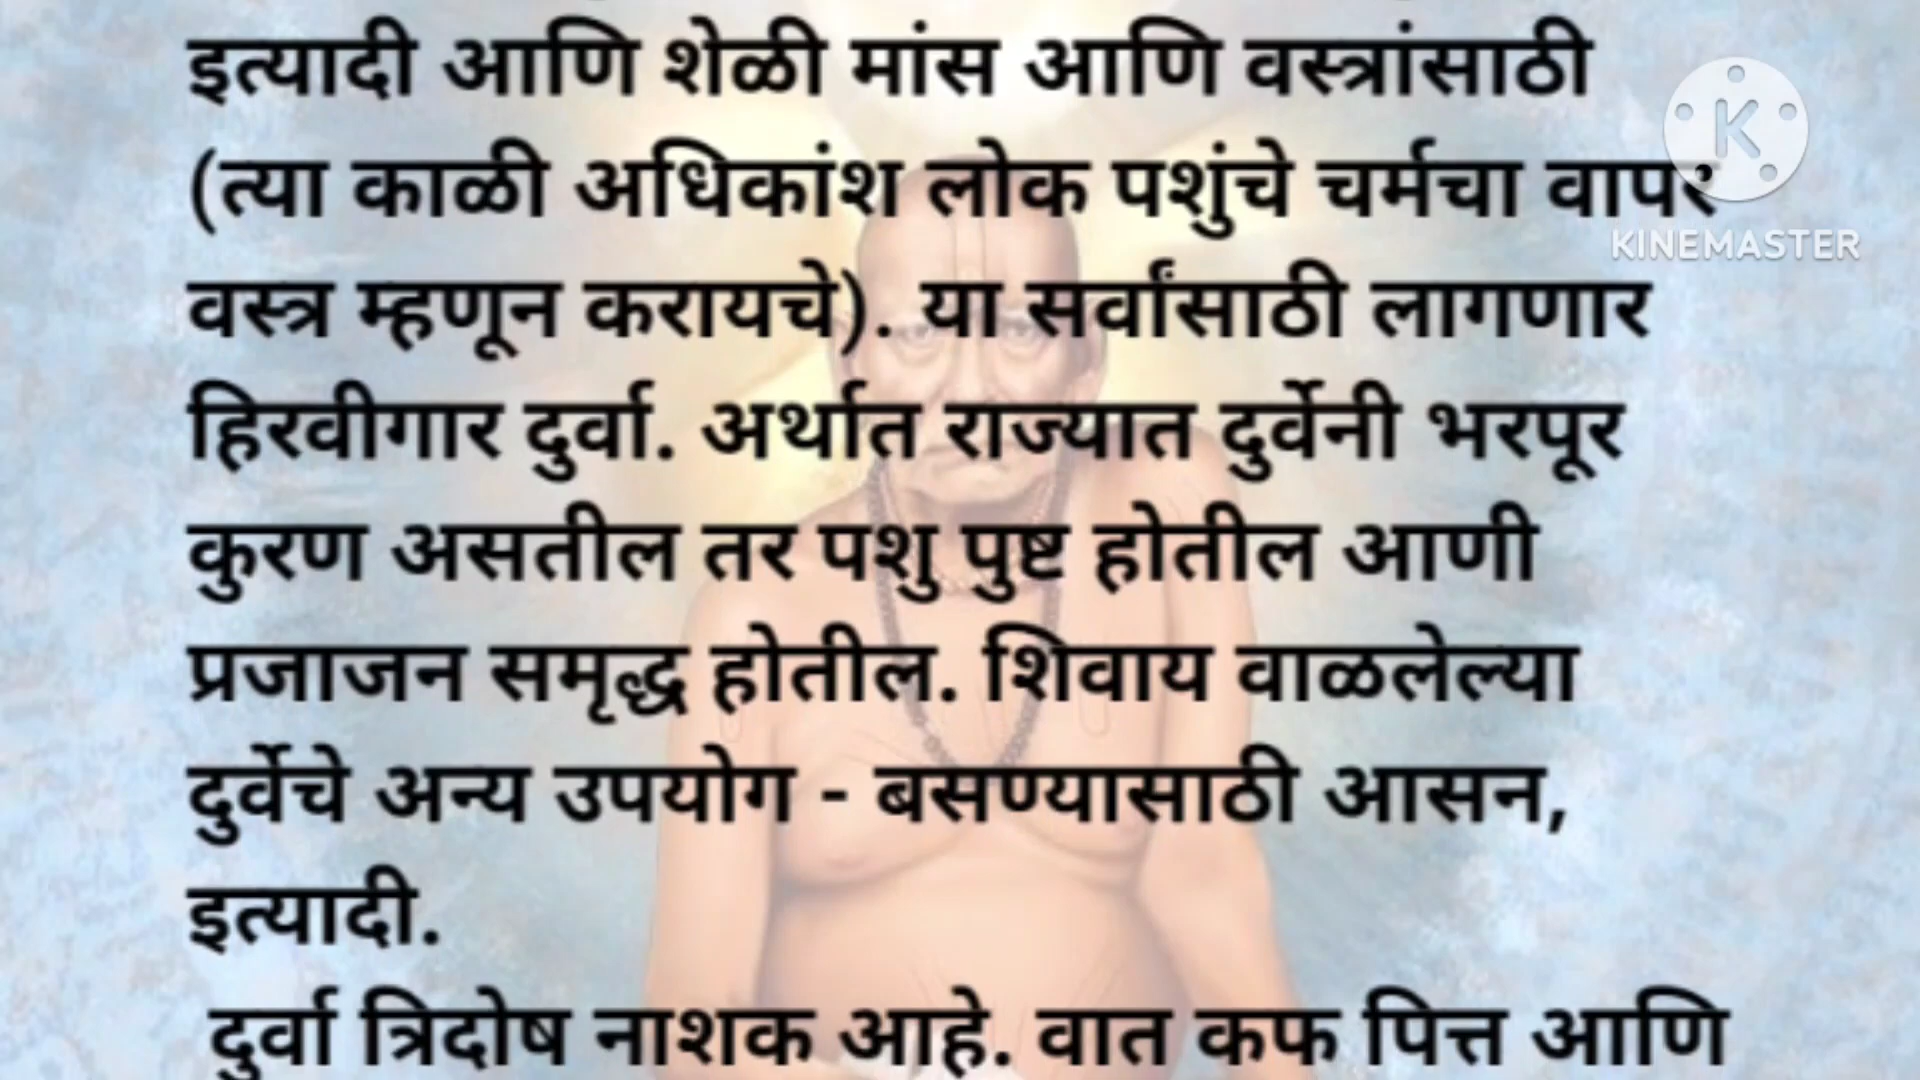 इत्यादी आणि शेळी मांस आणि वस्त्रांसाठी
(त्या काळी अधिकांश लोक पशुंचे चर्मचा वापर
वस्त्र म्हणून करायचे). या सर्वांसाठी लागणार
हिरवीगार दुर्वा. अर्थात राज्यात दुर्वेनी भरपूर
कुरण असतील तर पशु पुष्ट होतील आणी
प्रजाजन समृद्ध होतील. शिवाय वाळलेल्या
दुर्वेचे अन्य उपयोग - बसण्यासाठी आसन,
इत्यादी.
दुर्वा त्रिदोष नाशक आहे. वात कफ पित्त आणि
K
KINEMASTER